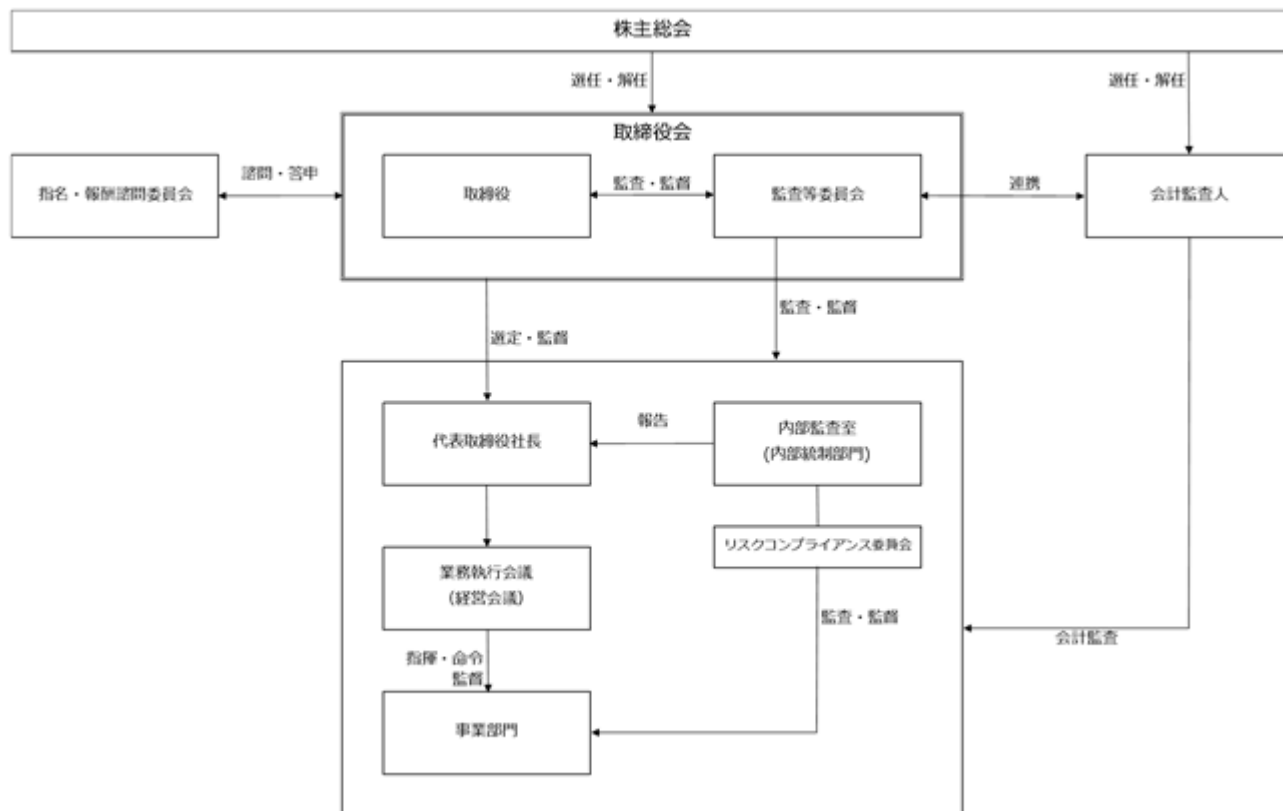 株主総会
選任・解任
選任・解任
取締役会
指名・報酬諮問委員会
諮問・答申
取締役
監査・監督
監査等委員会
連携
会計監査人
選定・監督
監査・監督
代表取締役社長
報告
内部監査室
(内部統制部門)
リスクコンプライアンス委員会
業務執行会議
(経営会議)
監査・監督
会計監査
指揮・命令
監督
事業部門